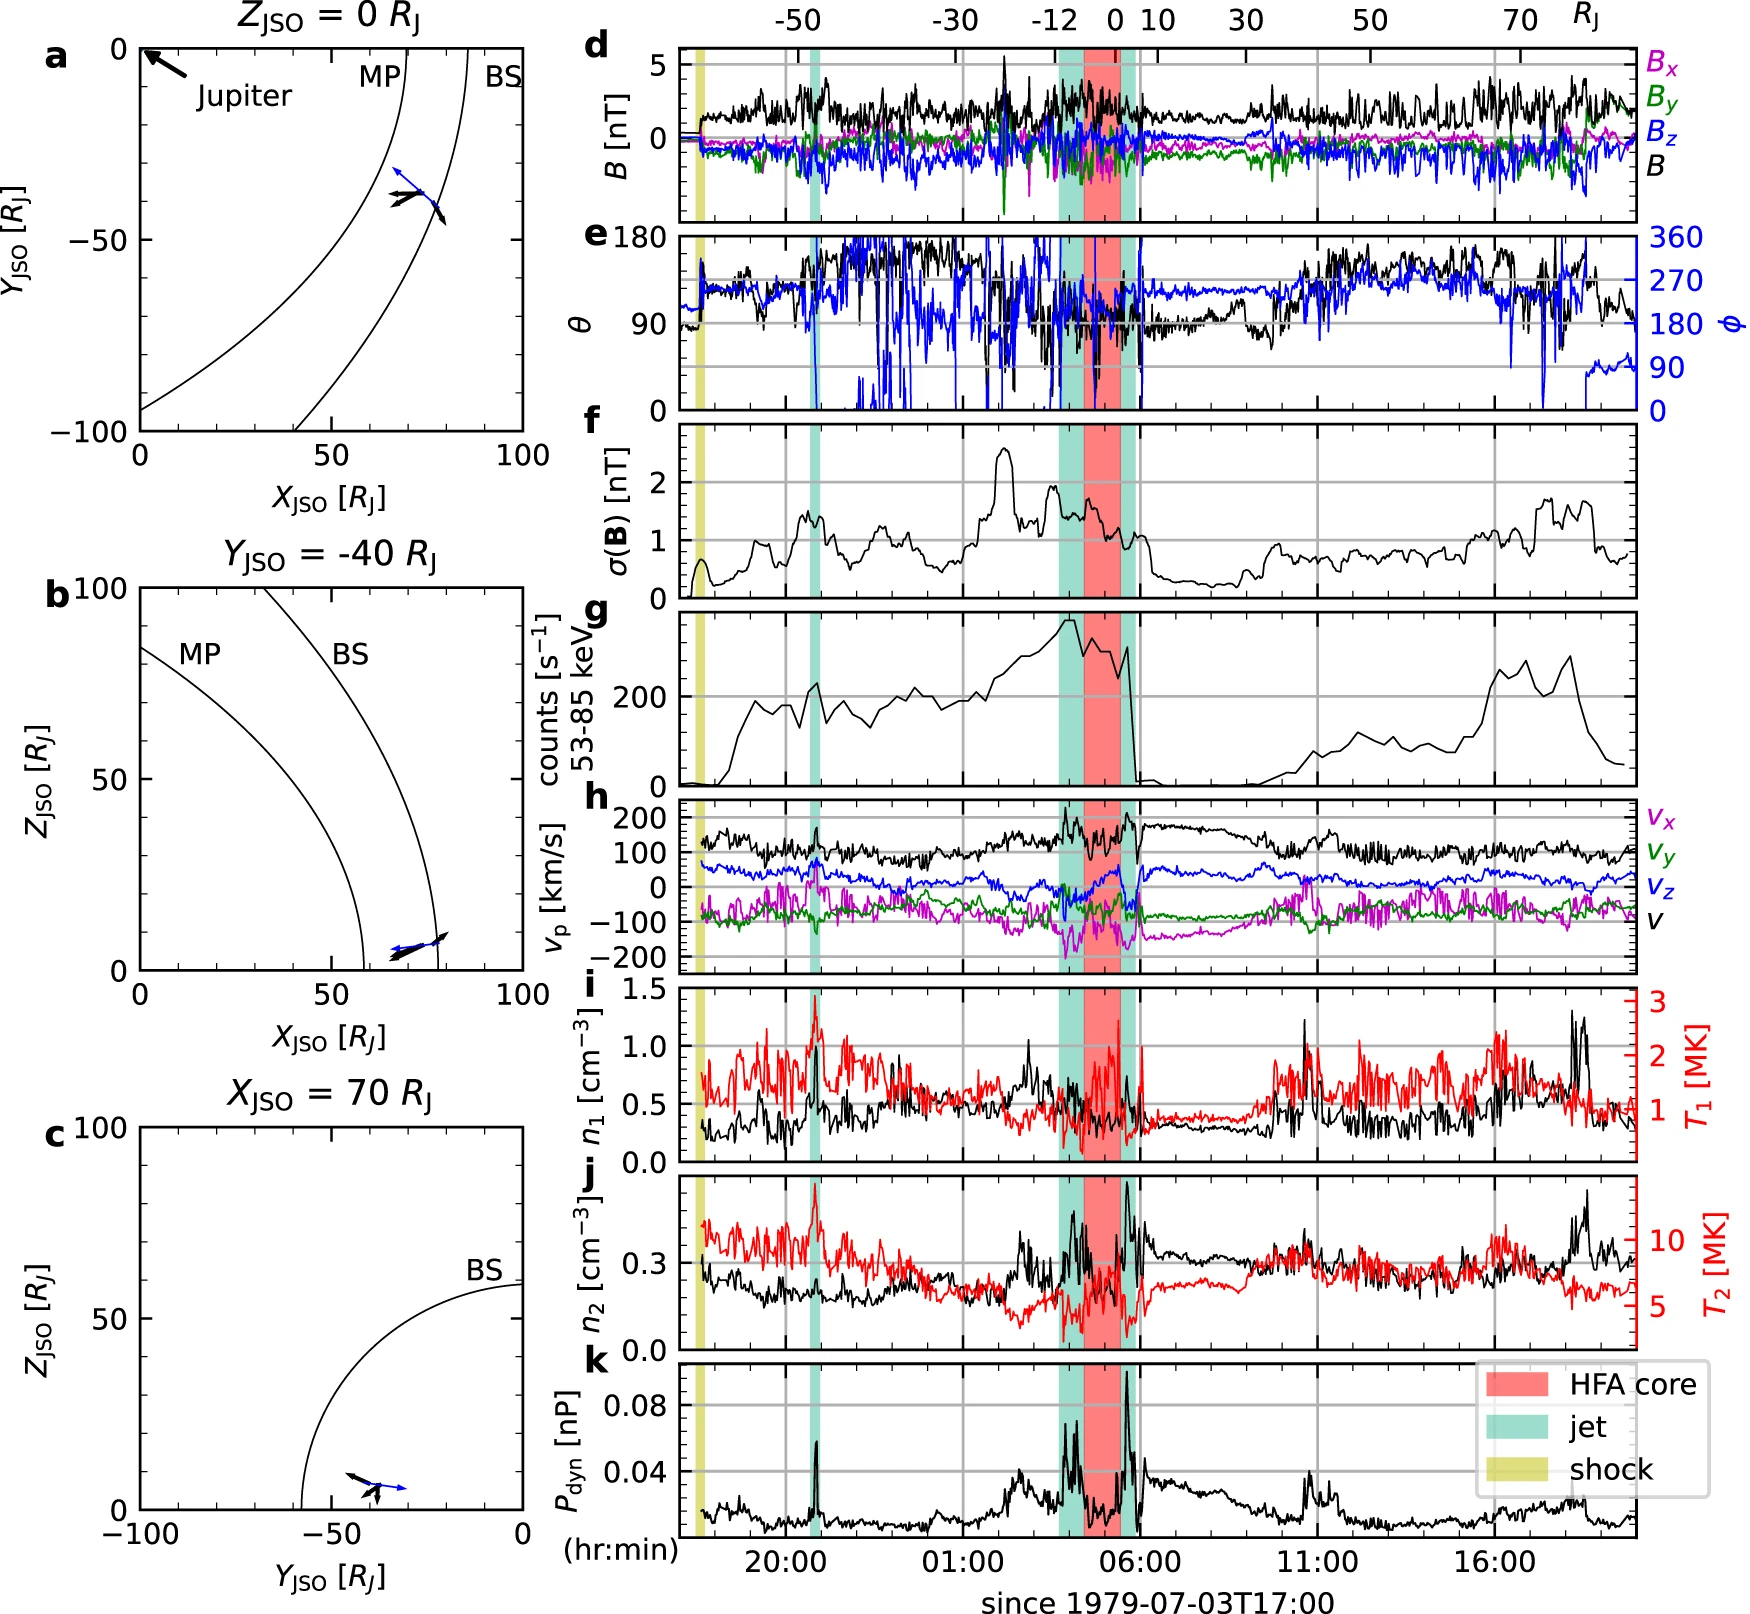 Z_JSO = 0 R_J
a
0
−50
−100
Y_JSO [R_J]
Jupiter
MP
BS
0
50
100
X_JSO [R_J]
Y_JSO = -40 R_J
b
100
50
0
Z_JSO [R_J]
MP
BS
0
50
100
X_JSO [R_J]
X_JSO = 70 R_J
c
100
50
0
Z_JSO [R_J]
BS
−100
−50
0
Y_JSO [R_J]
-50 -30 -12 0 10 30 50 70 R_J
d
5
0
B [nT]
B_x
B_y
B_z
B
e
180
90
0
θ
360
270
180
90
0
ϕ
f
2
1
0
σ(B) [nT]
g
200
0
counts [s⁻¹]
53-85 keV
h
200
100
0
−100
−200
v_p [km/s]
v_x
v_y
v_z
v
i
1.5
1.0
0.5
0.0
n_1 [cm⁻³]
3
2
1
T_1 [MK]
j
0.3
0.0
n_2 [cm⁻³]
10
5
T_2 [MK]
k
0.08
0.04
P_dyn [nP]
HFA core
jet
shock
(hr:min)
20:00 01:00 06:00 11:00 16:00
since 1979-07-03T17:00